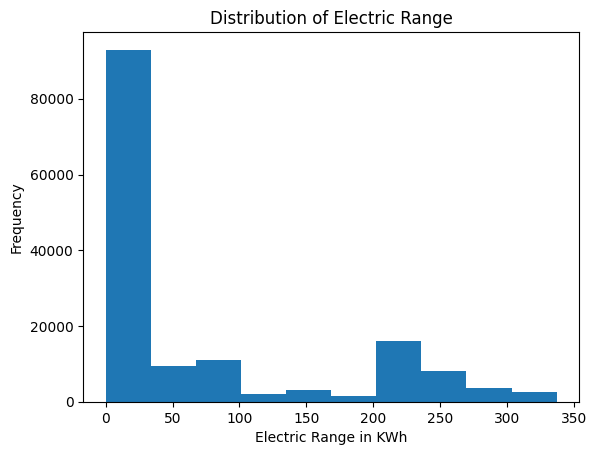 Distribution of Electric Range
Frequency
80000
60000
40000
20000
0
0 50 100 150 200 250 300 350
Electric Range in KWh